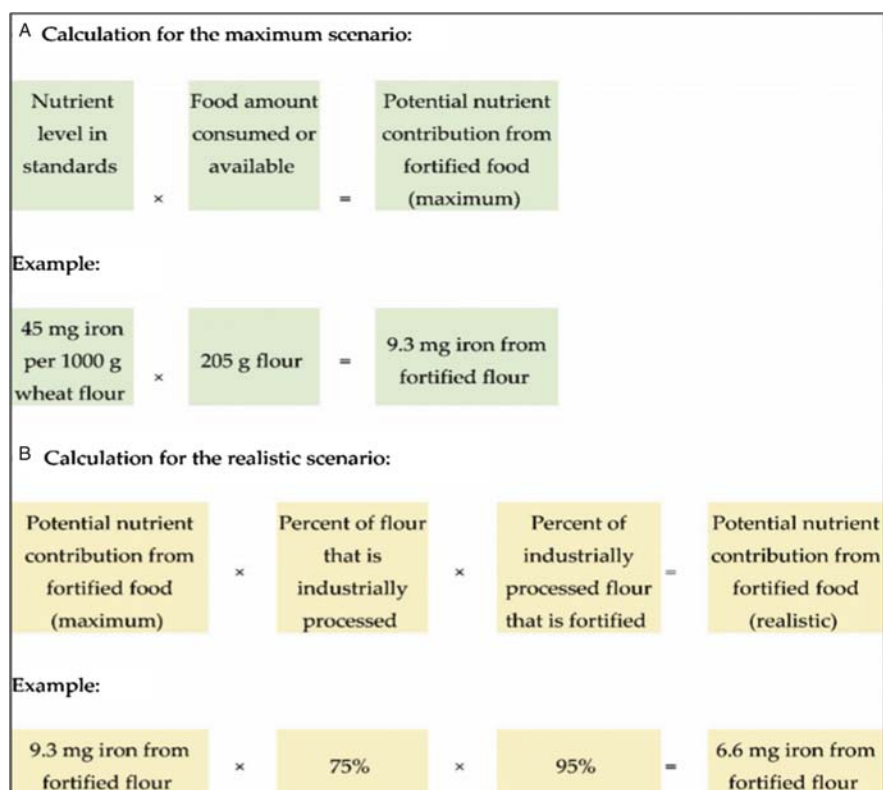 A Calculation for the maximum scenario:
Nutrient
level in
standards
×
Food amount
consumed or
available
=
Potential nutrient
contribution from
fortified food
(maximum)
Example:
45 mg iron
per 1000 g
wheat flour
×
205 g flour
=
9.3 mg iron from
fortified flour
B Calculation for the realistic scenario:
Potential nutrient
contribution from
fortified food
(maximum)
×
Percent of flour
that is
industrially
processed
×
Percent of
industrially
processed flour
that is fortified
=
Potential nutrient
contribution from
fortified food
(realistic)
Example:
9.3 mg iron from
fortified flour
×
75%
×
95%
=
6.6 mg iron from
fortified flour